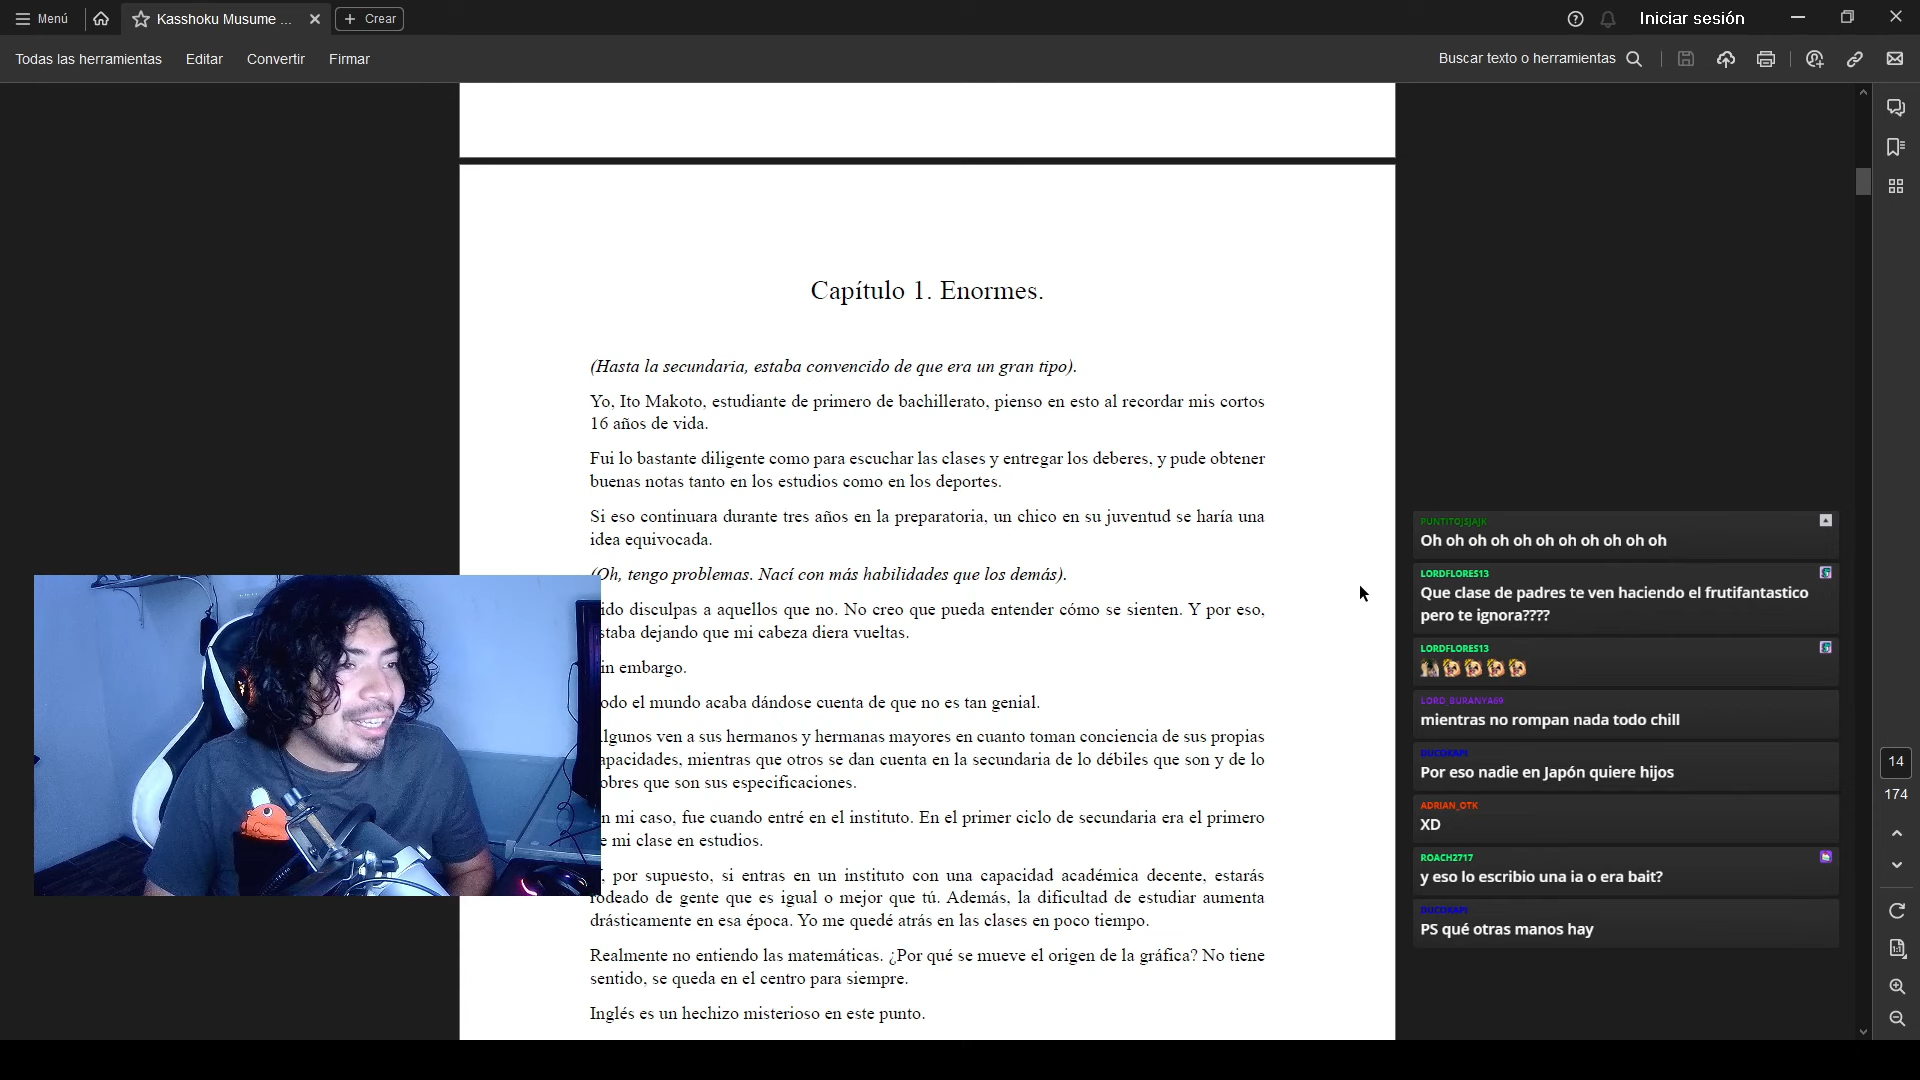 Menú
Kasshoku Musume ...
Crear
Iniciar sesión
Todas las herramientas
Editar
Convertir
Firmar
Buscar texto o herramientas
Capítulo 1. Enormes.
(Hasta la secundaria, estaba convencido de que era un gran tipo).
Yo, Ito Makoto, estudiante de primero de bachillerato, pienso en esto al recordar mis cortos
16 años de vida.
Fui lo bastante diligente como para escuchar las clases y entregar los deberes, y pude obtener
buenas notas tanto en los estudios como en los deportes.
Si eso continuara durante tres años en la preparatoria, un chico en su juventud se haría una
idea equivocada.
(Oh, tengo problemas. Nací con más habilidades que los demás).
ido disculpas a aquellos que no. No creo que pueda entender cómo se sienten. Y por eso,
staba dejando que mi cabeza diera vueltas.
in embargo.
odo el mundo acaba dándose cuenta de que no es tan genial.
lgunos ven a sus hermanos y hermanas mayores en cuanto toman conciencia de sus propias
apacidades, mientras que otros se dan cuenta en la secundaria de lo débiles que son y de lo
obres que son sus especificaciones.
n mi caso, fue cuando entré en el instituto. En el primer ciclo de secundaria era el primero
e mi clase en estudios.
, por supuesto, si entras en un instituto con una capacidad académica decente, estarás
rodeado de gente que es igual o mejor que tú. Además, la dificultad de estudiar aumenta
drásticamente en esa época. Yo me quedé atrás en las clases en poco tiempo.
Realmente no entiendo las matemáticas. ¿Por qué se mueve el origen de la gráfica? No tiene
sentido, se queda en el centro para siempre.
Inglés es un hechizo misterioso en este punto.
PUNTITOJSJAJK
Oh oh oh oh oh oh oh oh oh oh oh
LORDFLORES13
Que clase de padres te ven haciendo el frutifantastico
pero te ignora????
LORDFLORES13
LORD_BURANYA69
mientras no rompan nada todo chill
DUCOKAPI
Por eso nadie en Japón quiere hijos
ADRIAN_OTK
XD
ROACH2717
y eso lo escribio una ia o era bait?
DUCOKAPI
PS qué otras manos hay
14
174